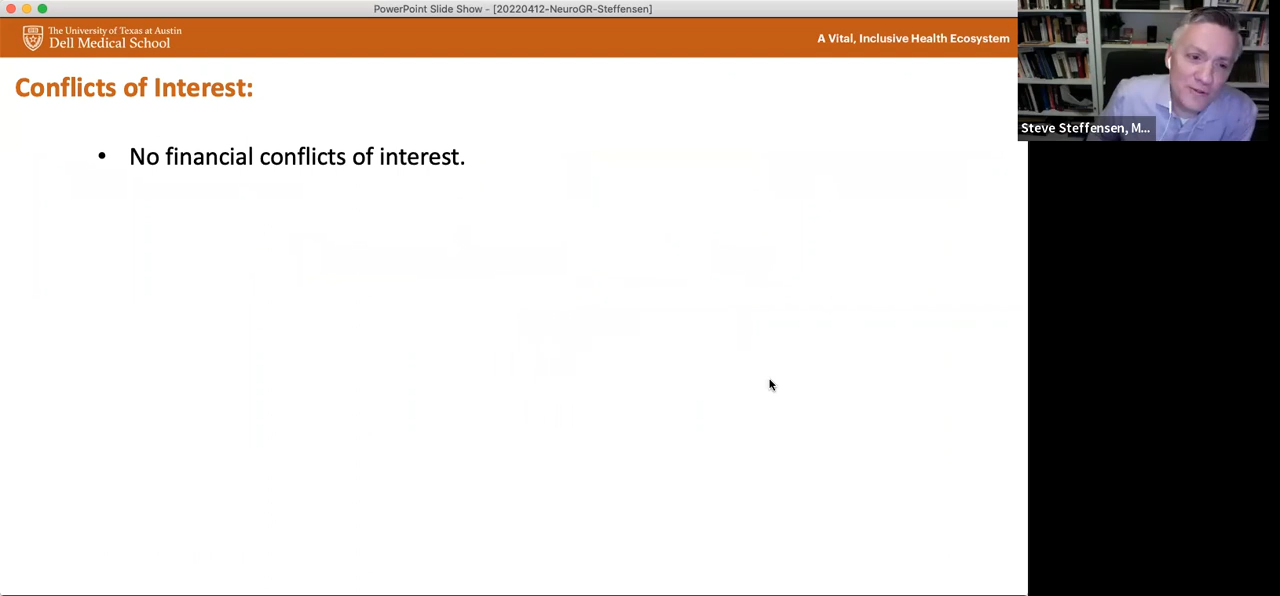 PowerPoint Slide Show - [20220412-NeuroGR-Steffensen]
The University of Texas at Austin
Dell Medical School
A Vital, Inclusive Health Ecosystem
Conflicts of Interest:
• No financial conflicts of interest.
Steve Steffensen, M...